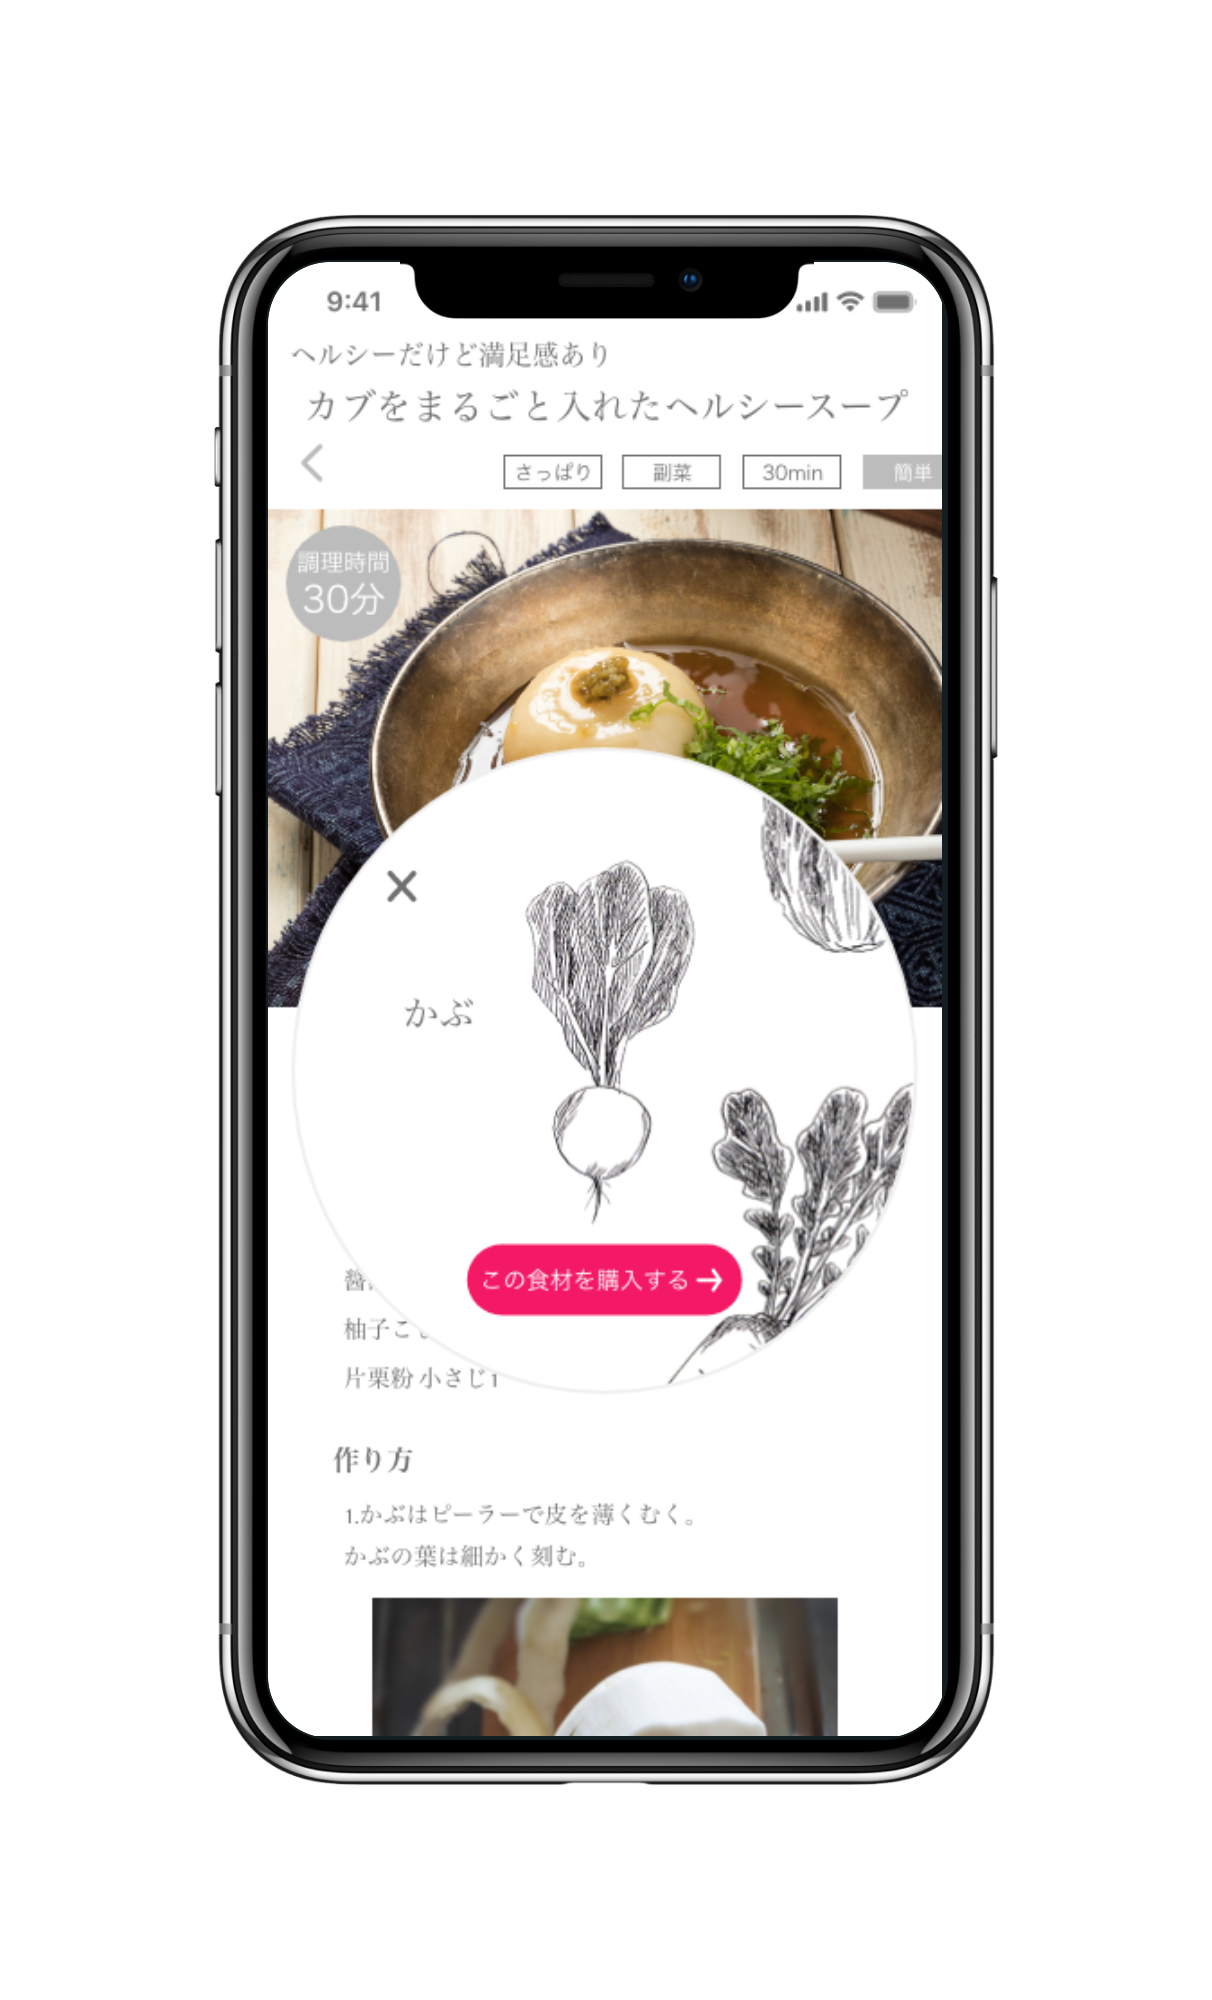 9:41
ヘルシーだけど満足感あり
カブをまるごと入れたヘルシースープ
さっぱり 副菜 30min 簡単
調理時間
30分
かぶ
この食材を購入する→
醤
柚子こ
片栗粉 小さじ1
作り方
1.かぶはピーラーで皮を薄くむく。
かぶの葉は細かく刻む。